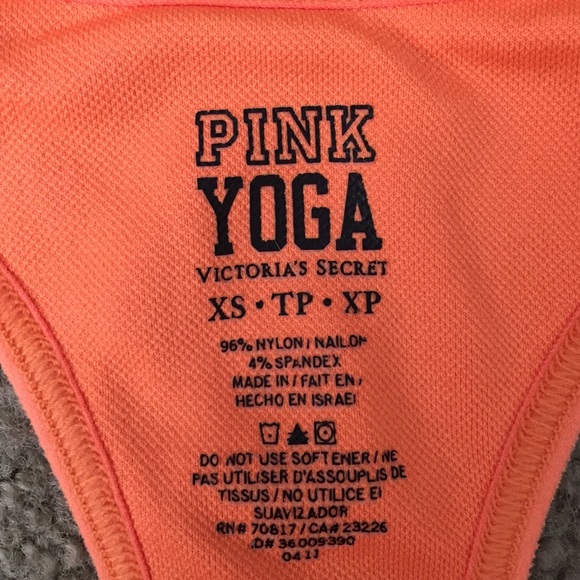 PINK
YOGA
VICTORIA'S SECRET
XS • TP • XP
96% NYLON / NAILON
4% SPANDEX
MADE IN / FAIT EN /
HECHO EN ISRAEL
DO NOT USE SOFTENER / NE
PAS UTILISER D'ASSOUPLIS DE
TISSUS / NO UTILICE EL
SUAVIZADOR
RN# 70817 / CA# 23226
ID# 36009390
04 11